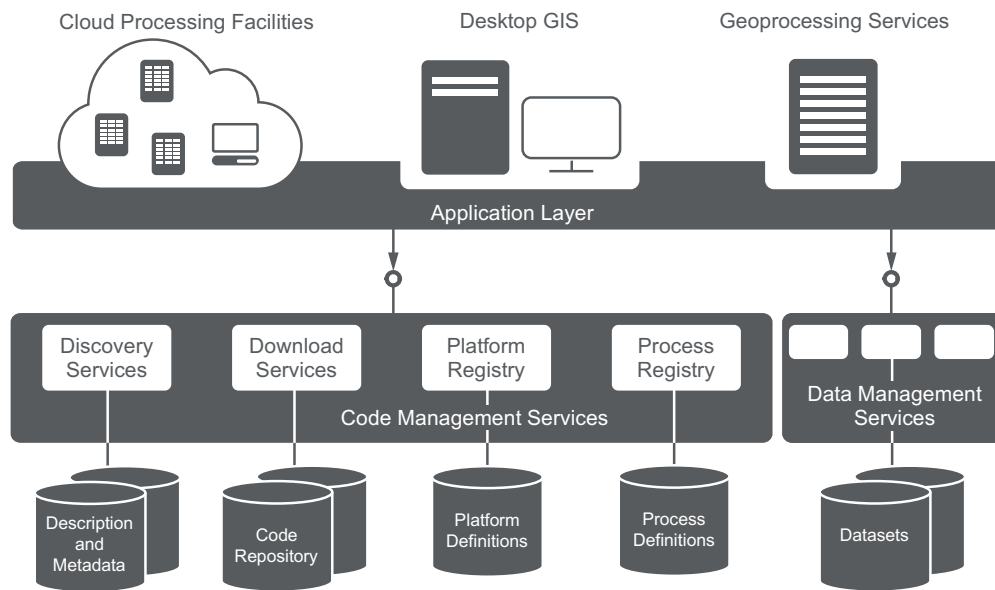 Cloud Processing Facilities
Desktop GIS
Geoprocessing Services
Application Layer
Discovery
Services
Download
Services
Platform
Registry
Process
Registry
Code Management Services
Data Management
Services
Description
and
Metadata
Code
Repository
Platform
Definitions
Process
Definitions
Datasets